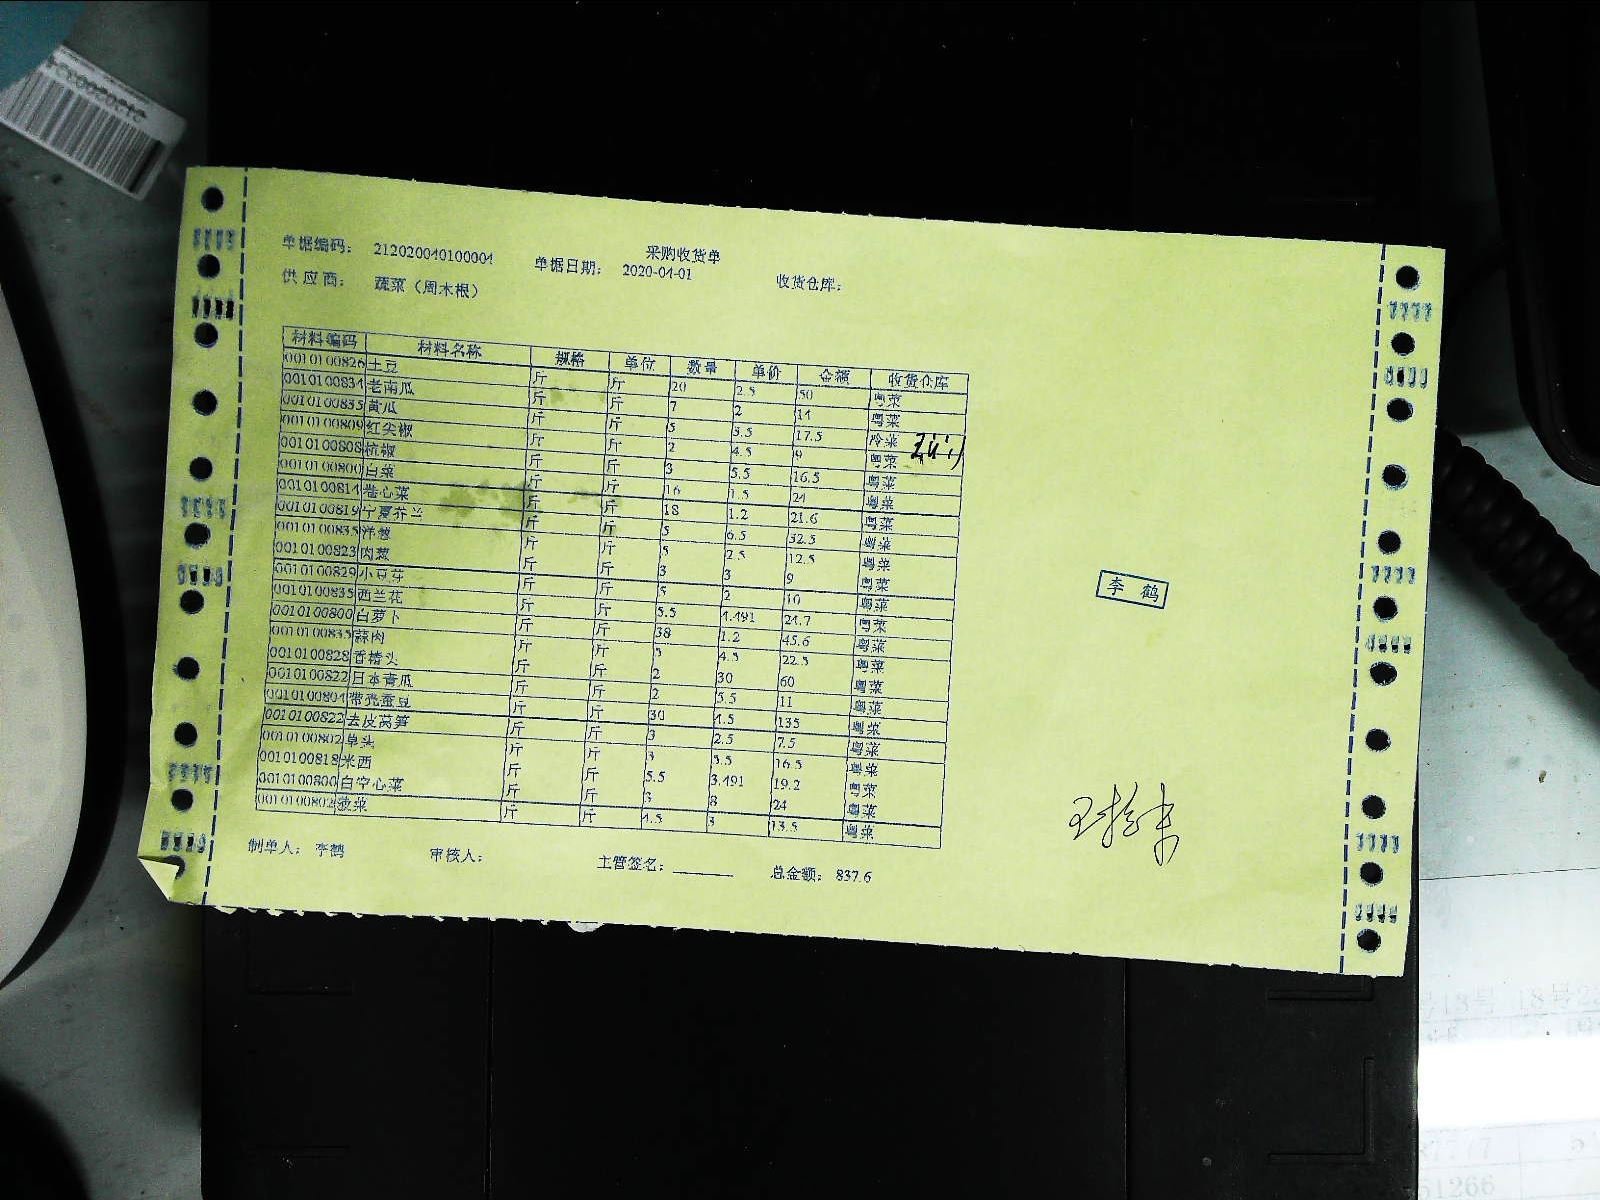 采购收货单
单据编码： 212020040100004 单据日期： 2020-04-01 收货仓库：
供应商： 蔬菜（周木根）
材料编码 材料名称 规格 单位 数量 单价 金额 收货仓库
0010100826 土豆 斤 斤 20 2.5 50 粤菜
0010100834 老南瓜 斤 斤 7 2 14 粤菜
0010100835 黄瓜 斤 斤 5 3.5 17.5 冷菜
0010100809 红尖椒 斤 斤 2 4.5 9 粤菜
0010100808 杭椒 斤 斤 3 5.5 16.5 粤菜
0010100800 白菜 斤 斤 16 1.5 24 粤菜
0010100814 卷心菜 斤 斤 18 1.2 21.6 粤菜
0010100819 宁夏芥兰 斤 斤 5 6.5 32.5 粤菜
0010100835 洋葱 斤 斤 5 2.5 12.5 粤菜
0010100823 肉葱 斤 斤 3 3 9 粤菜
0010100829 小豆芽 斤 斤 5 2 10 粤菜
0010100835 西兰花 斤 斤 5.5 4.491 24.7 粤菜
0010100800 白萝卜 斤 斤 38 1.2 45.6 粤菜
0010100835 蒜肉 斤 斤 5 4.5 22.5 粤菜
0010100828 香椿头 斤 斤 2 30 60 粤菜
0010100822 日本青瓜 斤 斤 2 5.5 11 粤菜
0010100804 带壳蚕豆 斤 斤 30 4.5 135 粤菜
0010100822 去皮莴笋 斤 斤 3 2.5 7.5 粤菜
0010100802 草头 斤 斤 3 5.5 16.5 粤菜
0010100818 米西 斤 斤 5.5 3.491 19.2 粤菜
0010100800 白空心菜 斤 斤 3 8 24 粤菜
0010100802 菠菜 斤 斤 4.5 3 13.5 粤菜
李鹤
制单人： 李鹤 审核人： 主管签名： 总金额： 837.6